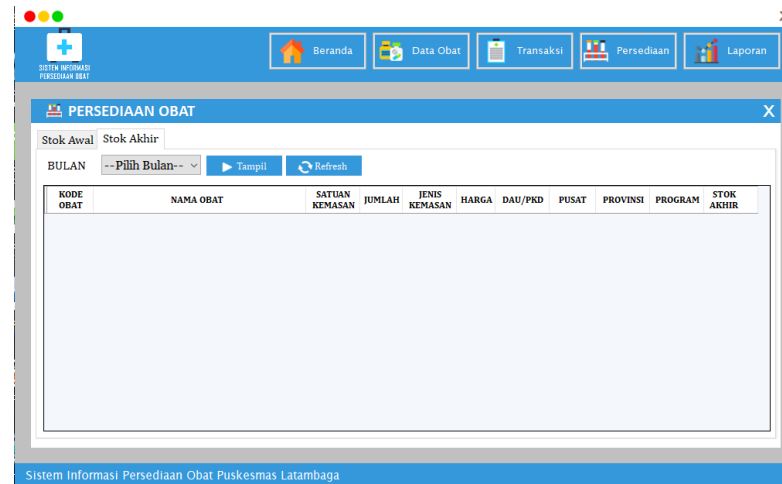 X
SISTEN INFORMASI
PERSEDIAAN OBAT
Beranda
Data Obat
Transaksi
Persediaan
Laporan
PERSEDIAAN OBAT
X
Stok Awal
Stok Akhir
BULAN
--Pilih Bulan--
Tampil
Refresh
KODE OBAT
NAMA OBAT
SATUAN KEMASAN
JUMLAH
JENIS KEMASAN
HARGA
DAU/PKD
PUSAT
PROVINSI
PROGRAM
STOK AKHIR
Sistem Informasi Persediaan Obat Puskesmas Latambaga